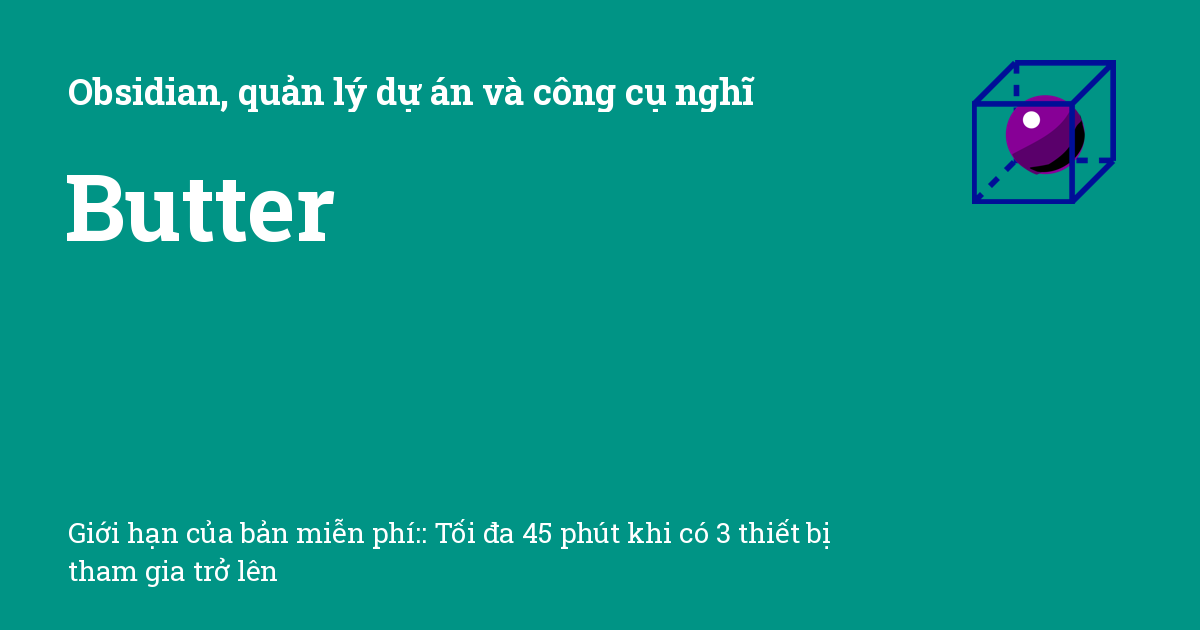 Obsidian, quản lý dự án và công cụ nghĩ
Butter
Giới hạn của bản miễn phí:: Tối đa 45 phút khi có 3 thiết bị
tham gia trở lên